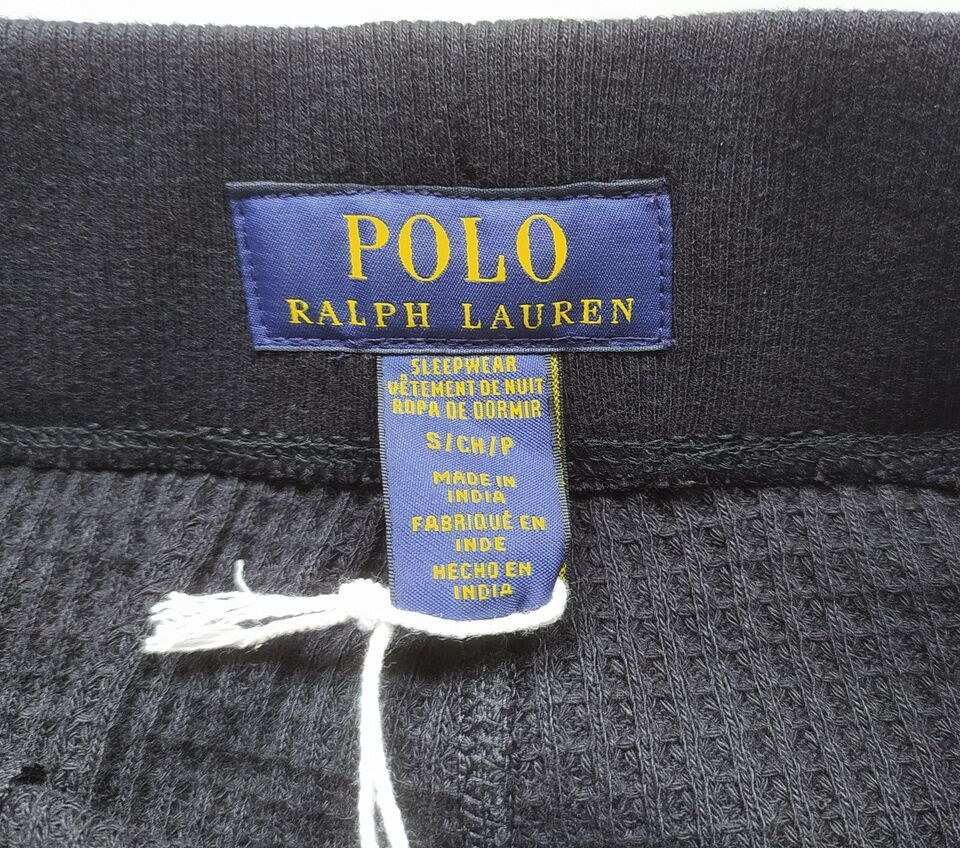 POLO
RALPH LAUREN
SLEEPWEAR
VÊTEMENT DE NUIT
ROPA DE DORMIR
S/CH/P
MADE IN
INDIA
FABRIQUÉ EN
INDE
HECHO EN
INDIA